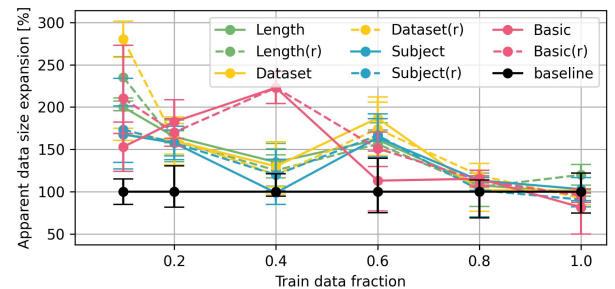 Apparent data size expansion [%]
300
250
200
150
100
50
Length
Length(r)
Dataset
Dataset(r)
Subject
Subject(r)
Basic
Basic(r)
baseline
0.2
0.4
0.6
0.8
1.0
Train data fraction